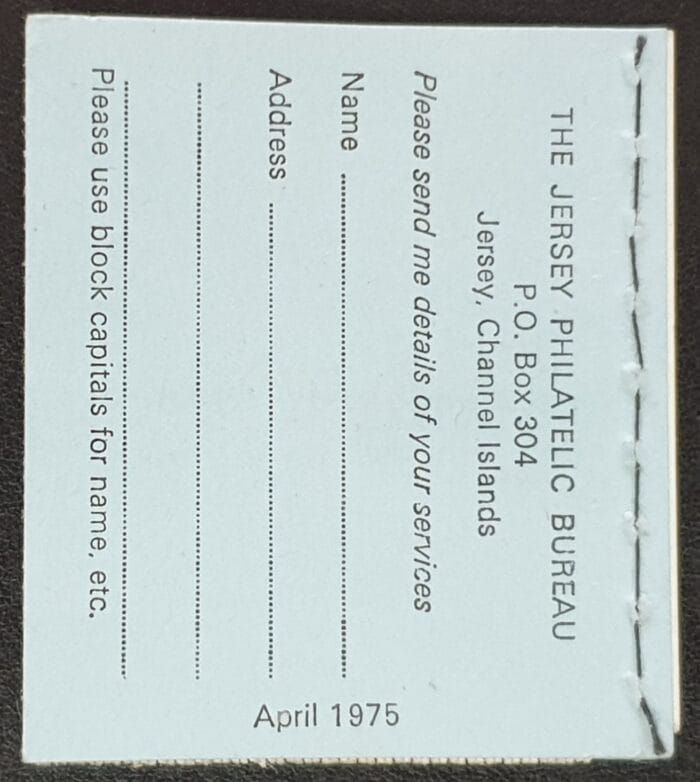 THE JERSEY PHILATELIC BUREAU
P.O. Box 304
Jersey, Channel Islands
Please send me details of your services
Name
Address
Please use block capitals for name, etc.
April 1975